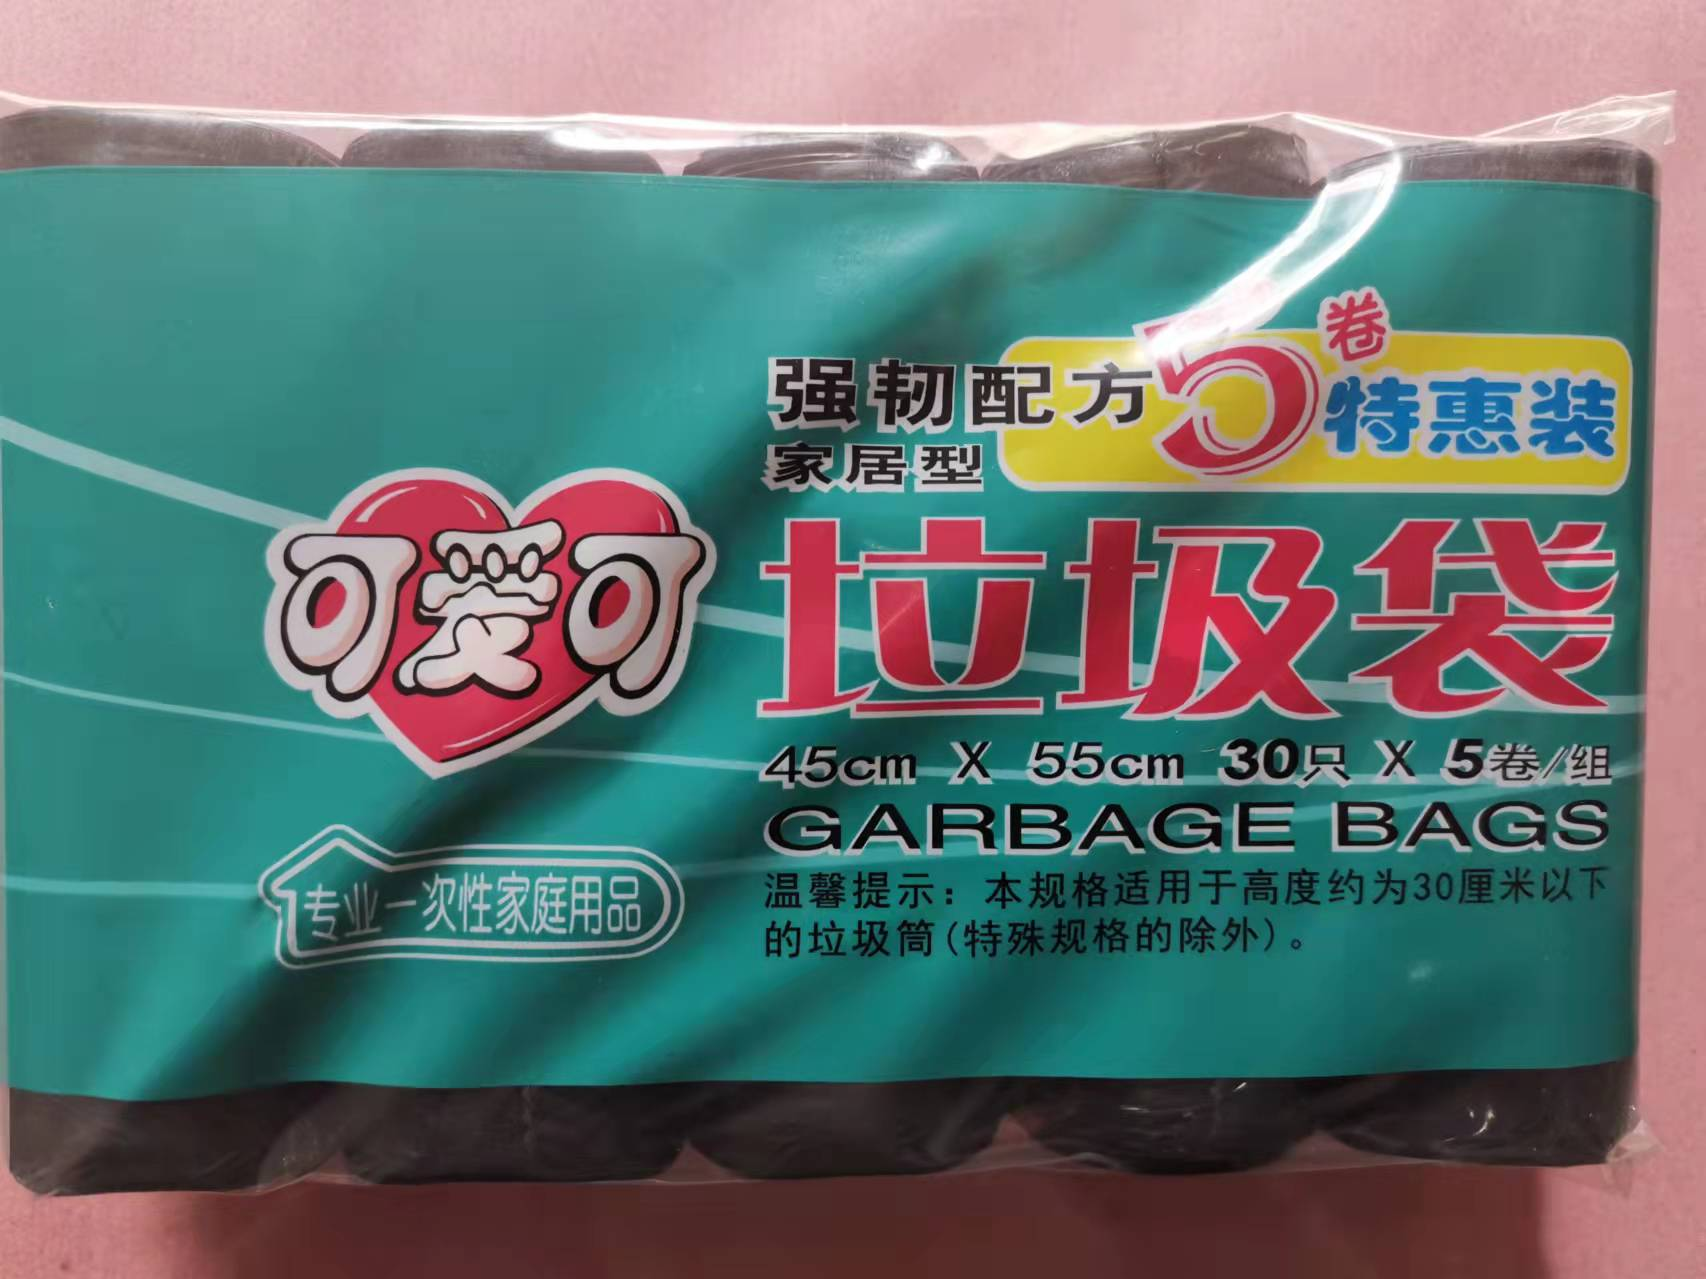 5卷
特惠装
强韧配方
家居型
可爱可
垃圾袋
45cm X 55cm 30只 X 5卷/组
GARBAGE BAGS
专业一次性家庭用品
温馨提示：本规格适用于高度约为30厘米以下
的垃圾筒(特殊规格的除外)。